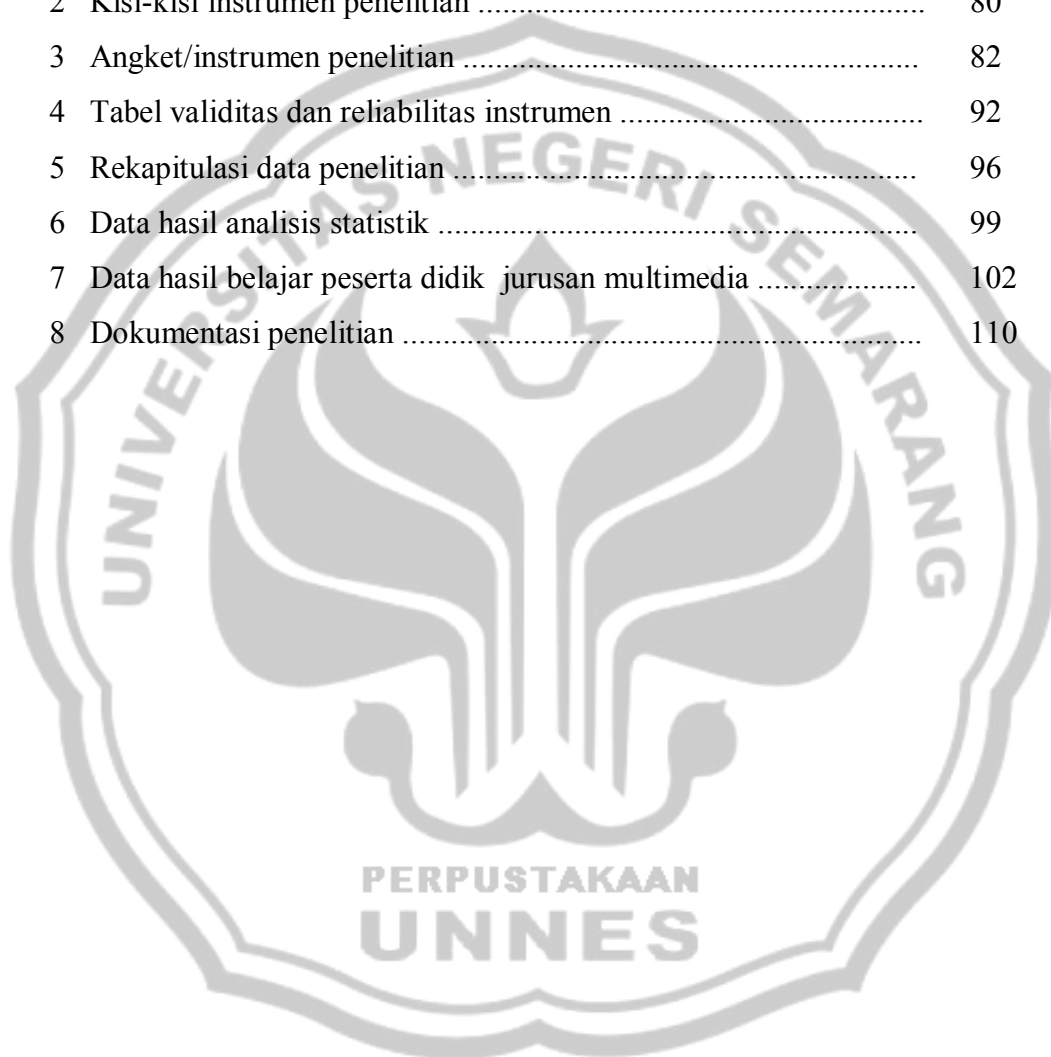 2 Kisi-kisi instrumen penelitian ........................................................ 80
3 Angket/instrumen penelitian ......................................................... 82
4 Tabel validitas dan reliabilitas instrumen ...................................... 92
5 Rekapitulasi data penelitian .......................................................... 96
6 Data hasil analisis statistik ............................................................ 99
7 Data hasil belajar peserta didik jurusan multimedia .................... 102
8 Dokumentasi penelitian ................................................................. 110
UNIVERSITAS NEGERI SEMARANG
PERPUSTAKAAN
UNNES